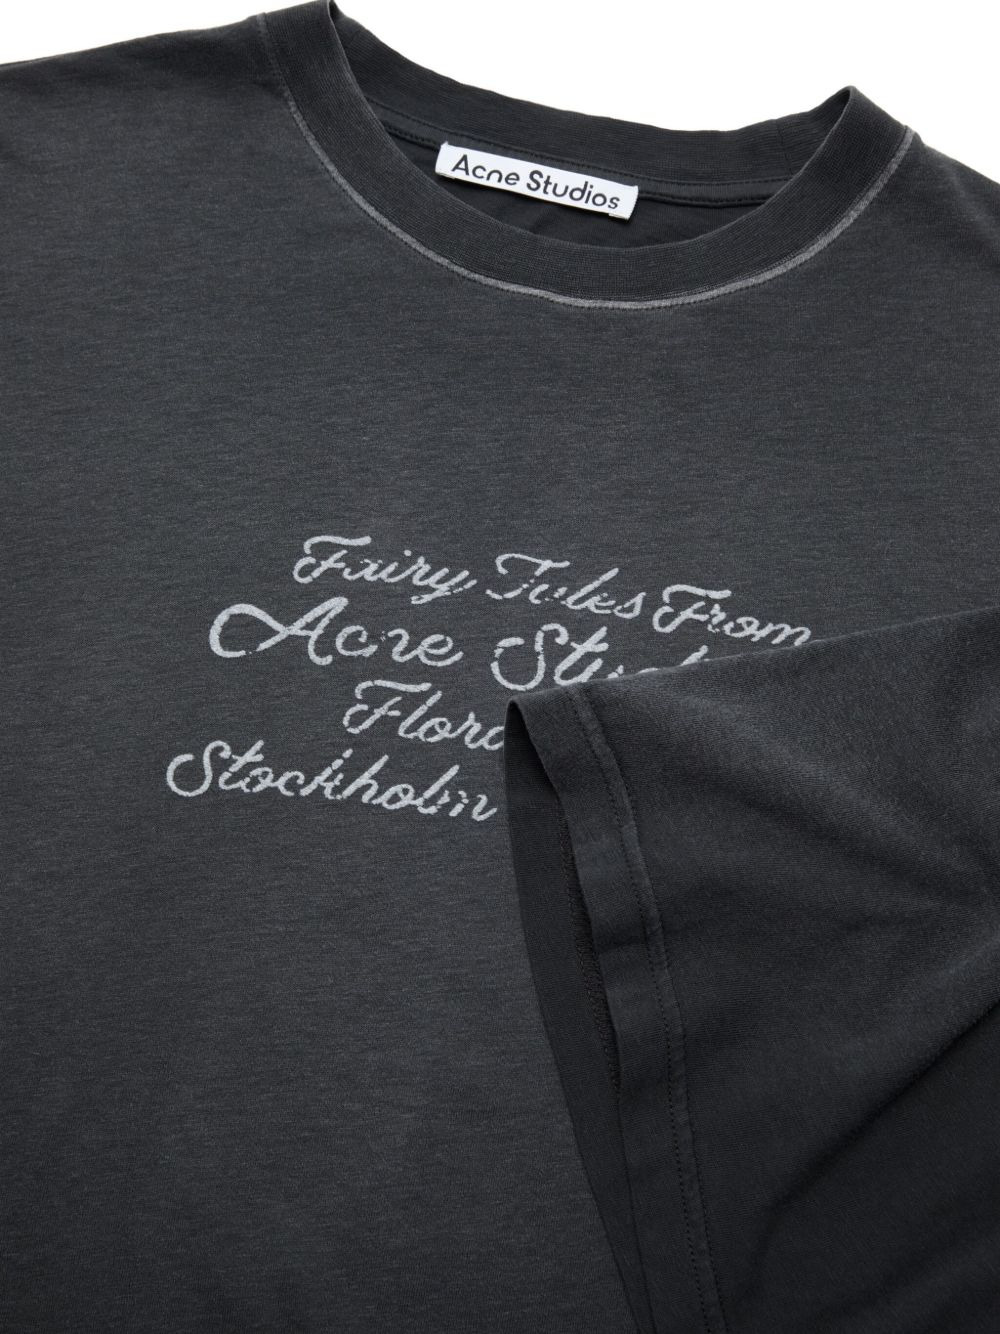 Acne Studios
Fairy Tales From
Acne
Stockholm